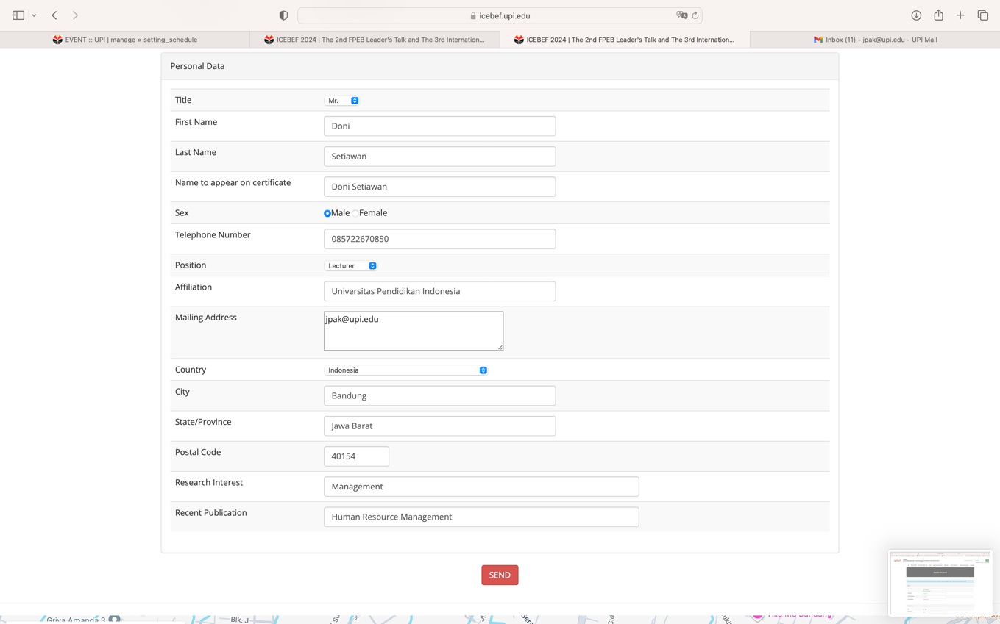 icebef.upi.edu
EVENT :: UPI | manage » setting_schedule
ICEBEF 2024 | The 2nd FPEB Leader's Talk and The 3rd Internation...
ICEBEF 2024 | The 2nd FPEB Leader's Talk and The 3rd Internation...
Inbox (11) - jpak@upi.edu - UPI Mail
Personal Data
Title Mr.
First Name Doni
Last Name Setiawan
Name to appear on certificate Doni Setiawan
Sex Male Female
Telephone Number 085722670850
Position Lecturer
Affiliation Universitas Pendidikan Indonesia
Mailing Address jpak@upi.edu
Country Indonesia
City Bandung
State/Province Jawa Barat
Postal Code 40154
Research Interest Management
Recent Publication Human Resource Management
SEND
Griya Amanda 3
Blk. J